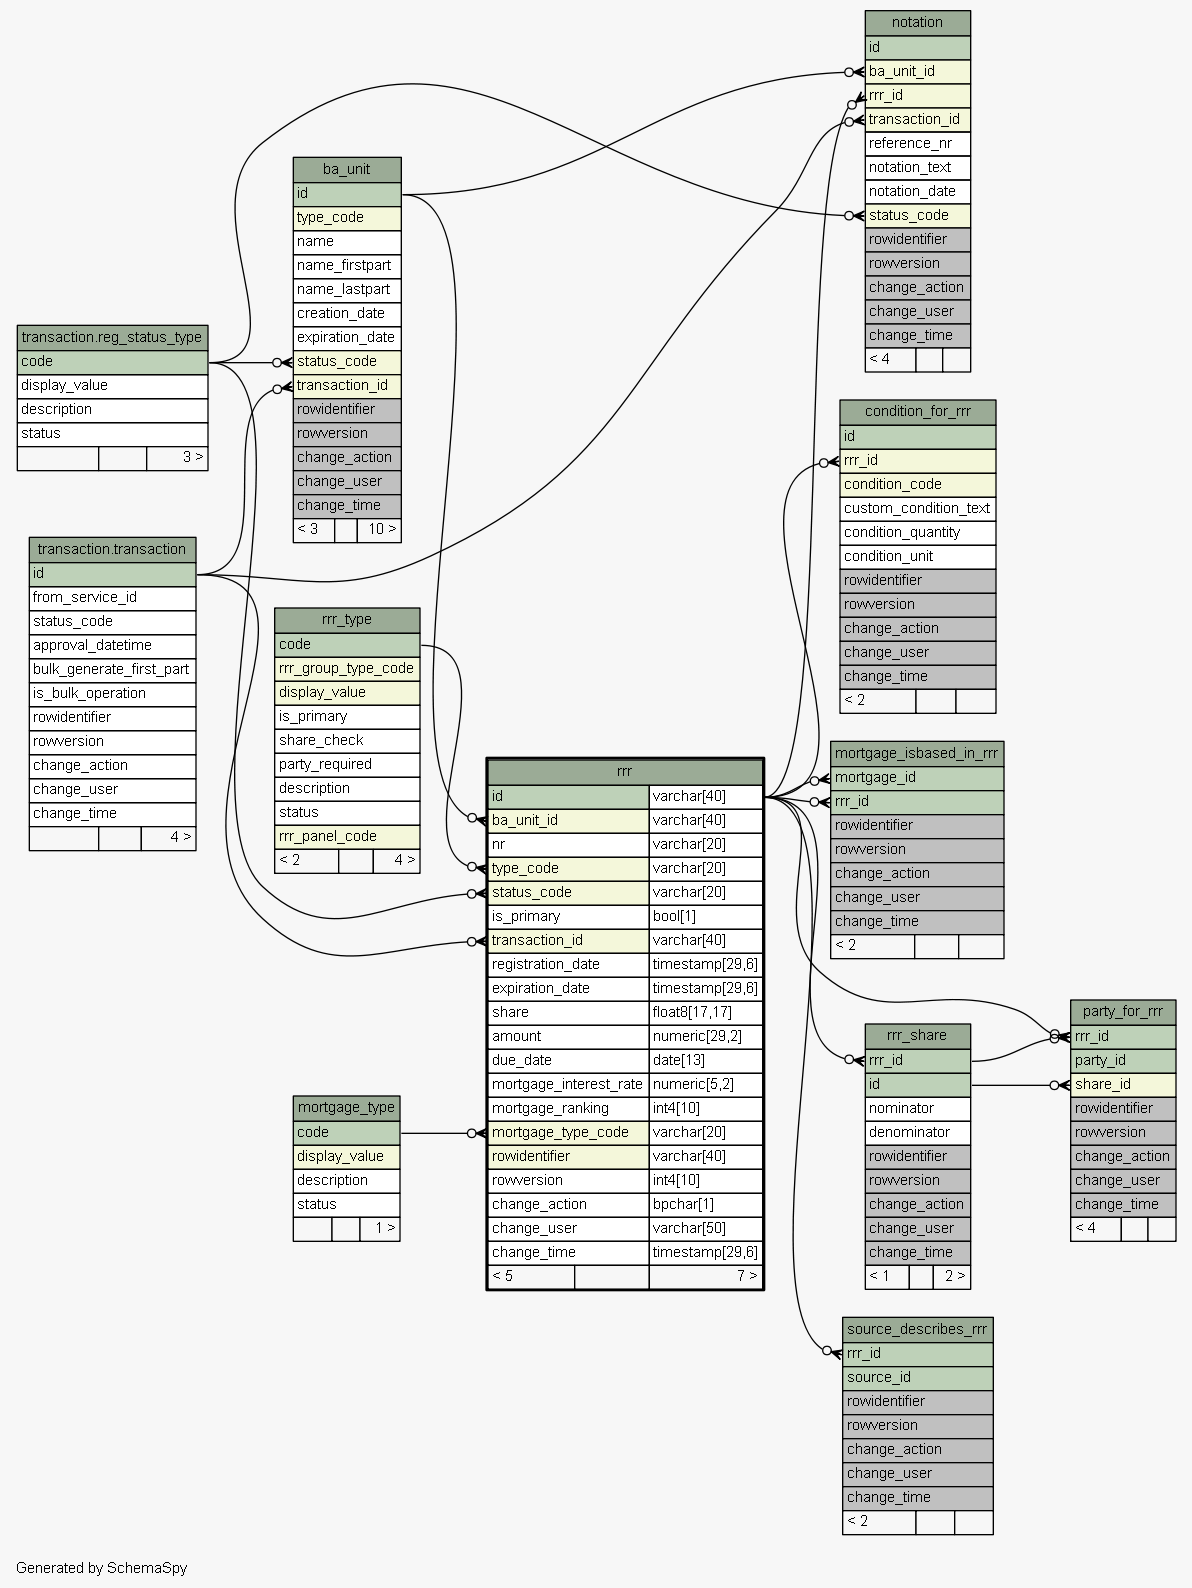 notation
id
ba_unit_id
rrr_id
transaction_id
reference_nr
notation_text
notation_date
status_code
rowidentifier
rowversion
change_action
change_user
change_time
< 4
ba_unit
id
type_code
name
name_firstpart
name_lastpart
creation_date
expiration_date
status_code
transaction_id
rowidentifier
rowversion
change_action
change_user
change_time
< 3 10 >
transaction.reg_status_type
code
display_value
description
status
3 >
condition_for_rrr
id
rrr_id
condition_code
custom_condition_text
condition_quantity
condition_unit
rowidentifier
rowversion
change_action
change_user
change_time
< 2
transaction.transaction
id
from_service_id
status_code
approval_datetime
bulk_generate_first_part
is_bulk_operation
rowidentifier
rowversion
change_action
change_user
change_time
4 >
rrr_type
code
rrr_group_type_code
display_value
is_primary
share_check
party_required
description
status
rrr_panel_code
< 2 4 >
rrr
id varchar[40]
ba_unit_id varchar[40]
nr varchar[20]
type_code varchar[20]
status_code varchar[20]
is_primary bool[1]
transaction_id varchar[40]
registration_date timestamp[29,6]
expiration_date timestamp[29,6]
share float8[17,17]
amount numeric[29,2]
due_date date[13]
mortgage_interest_rate numeric[5,2]
mortgage_ranking int4[10]
mortgage_type_code varchar[20]
rowidentifier varchar[40]
rowversion int4[10]
change_action bpchar[1]
change_user varchar[50]
change_time timestamp[29,6]
< 5 7 >
mortgage_isbased_in_rrr
mortgage_id
rrr_id
rowidentifier
rowversion
change_action
change_user
change_time
< 2
party_for_rrr
rrr_id
party_id
share_id
rowidentifier
rowversion
change_action
change_user
change_time
< 4
rrr_share
rrr_id
id
nominator
denominator
rowidentifier
rowversion
change_action
change_user
change_time
< 1 2 >
mortgage_type
code
display_value
description
status
1 >
source_describes_rrr
rrr_id
source_id
rowidentifier
rowversion
change_action
change_user
change_time
< 2
Generated by SchemaSpy